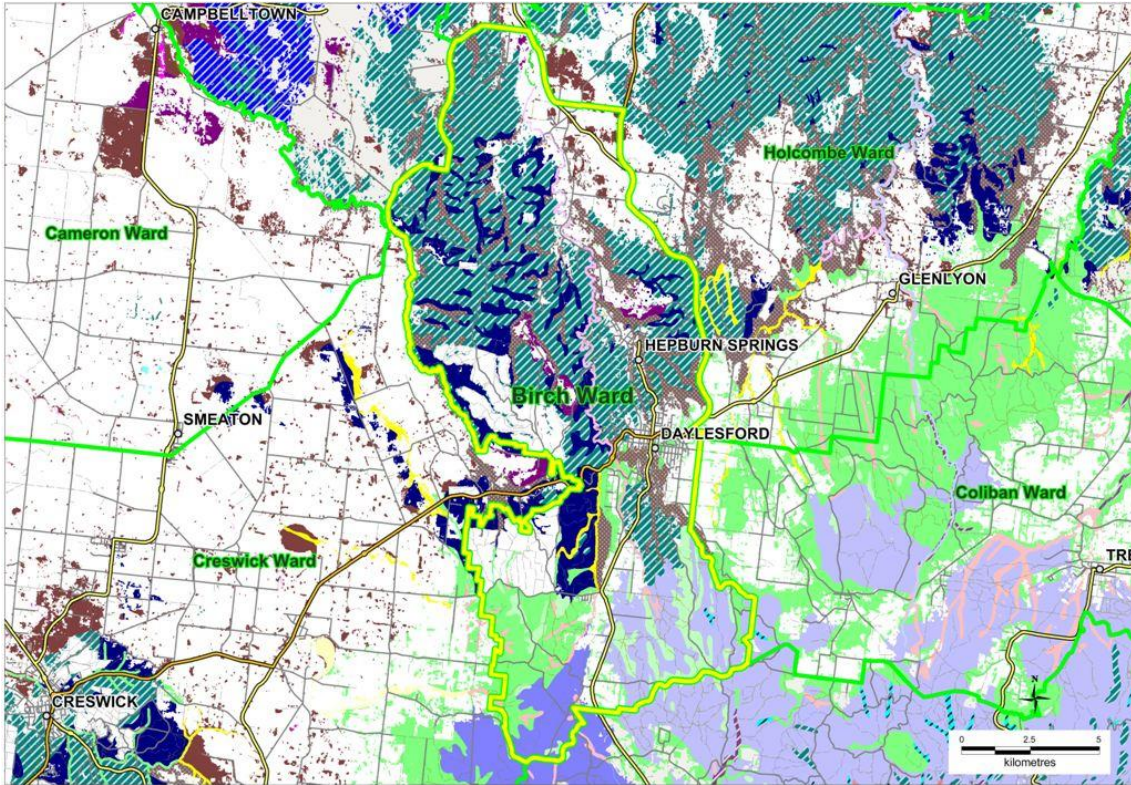 CAMPBELLTOWN
Holcombe Ward
Cameron Ward
GLENLYON
HEPBURN SPRINGS
Birch Ward
SMEATON
DAYLESFORD
Coliban Ward
Creswick Ward
TRE
N
CRESWICK
0 2.5 5
kilometres